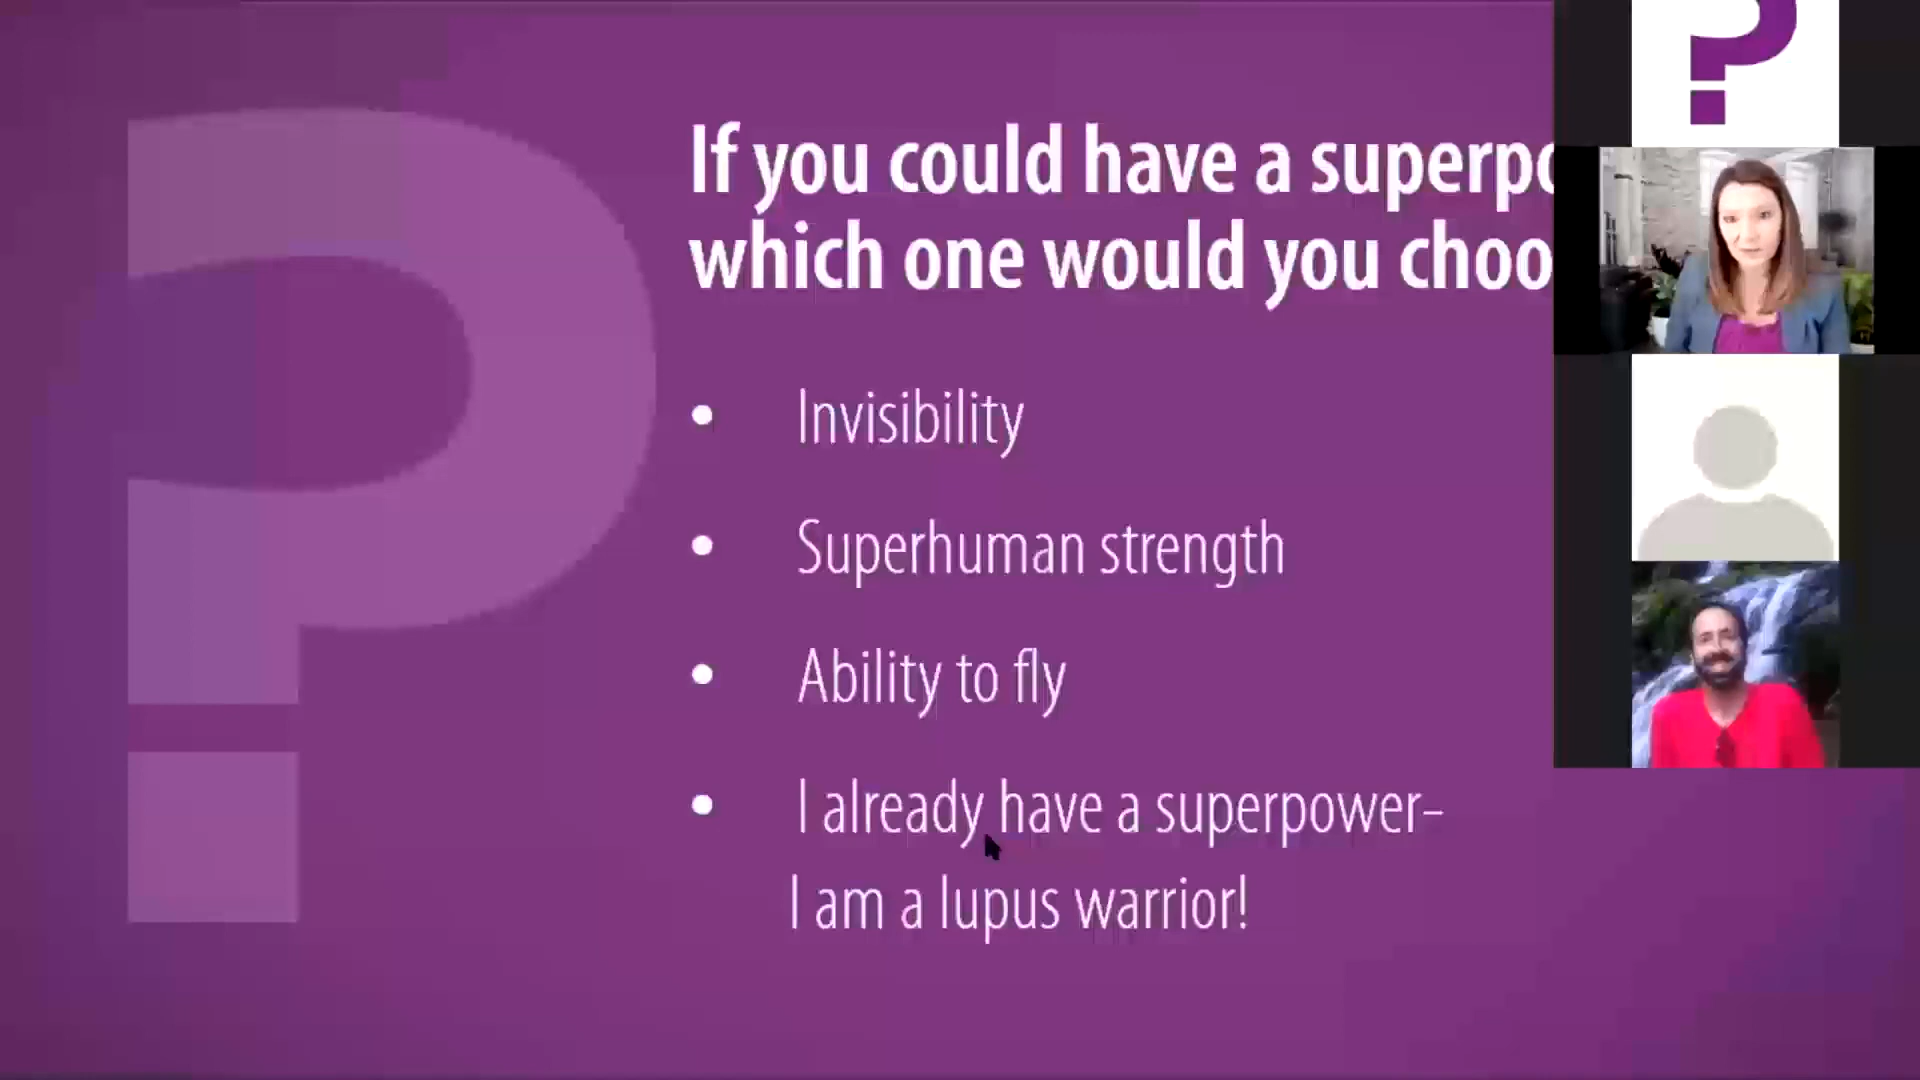 If you could have a superpo
which one would you choo
• Invisibility
• Superhuman strength
• Ability to fly
• I already have a superpower–
I am a lupus warrior!